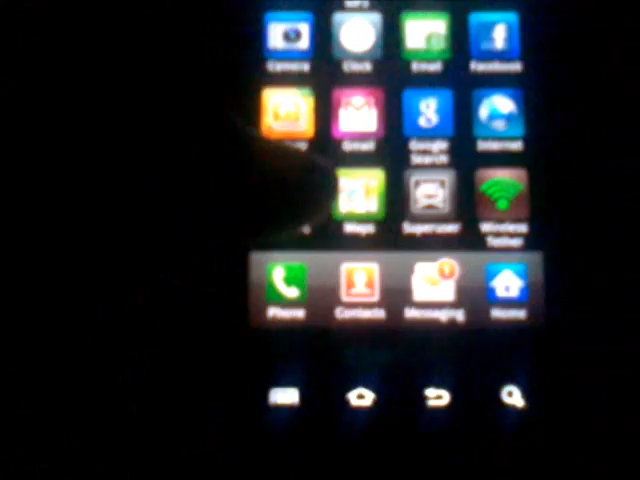 Camera Clock Email Facebook
Gmail Google Search Internet
Maps Superuser Wireless Tether
Phone Contacts Messaging Home